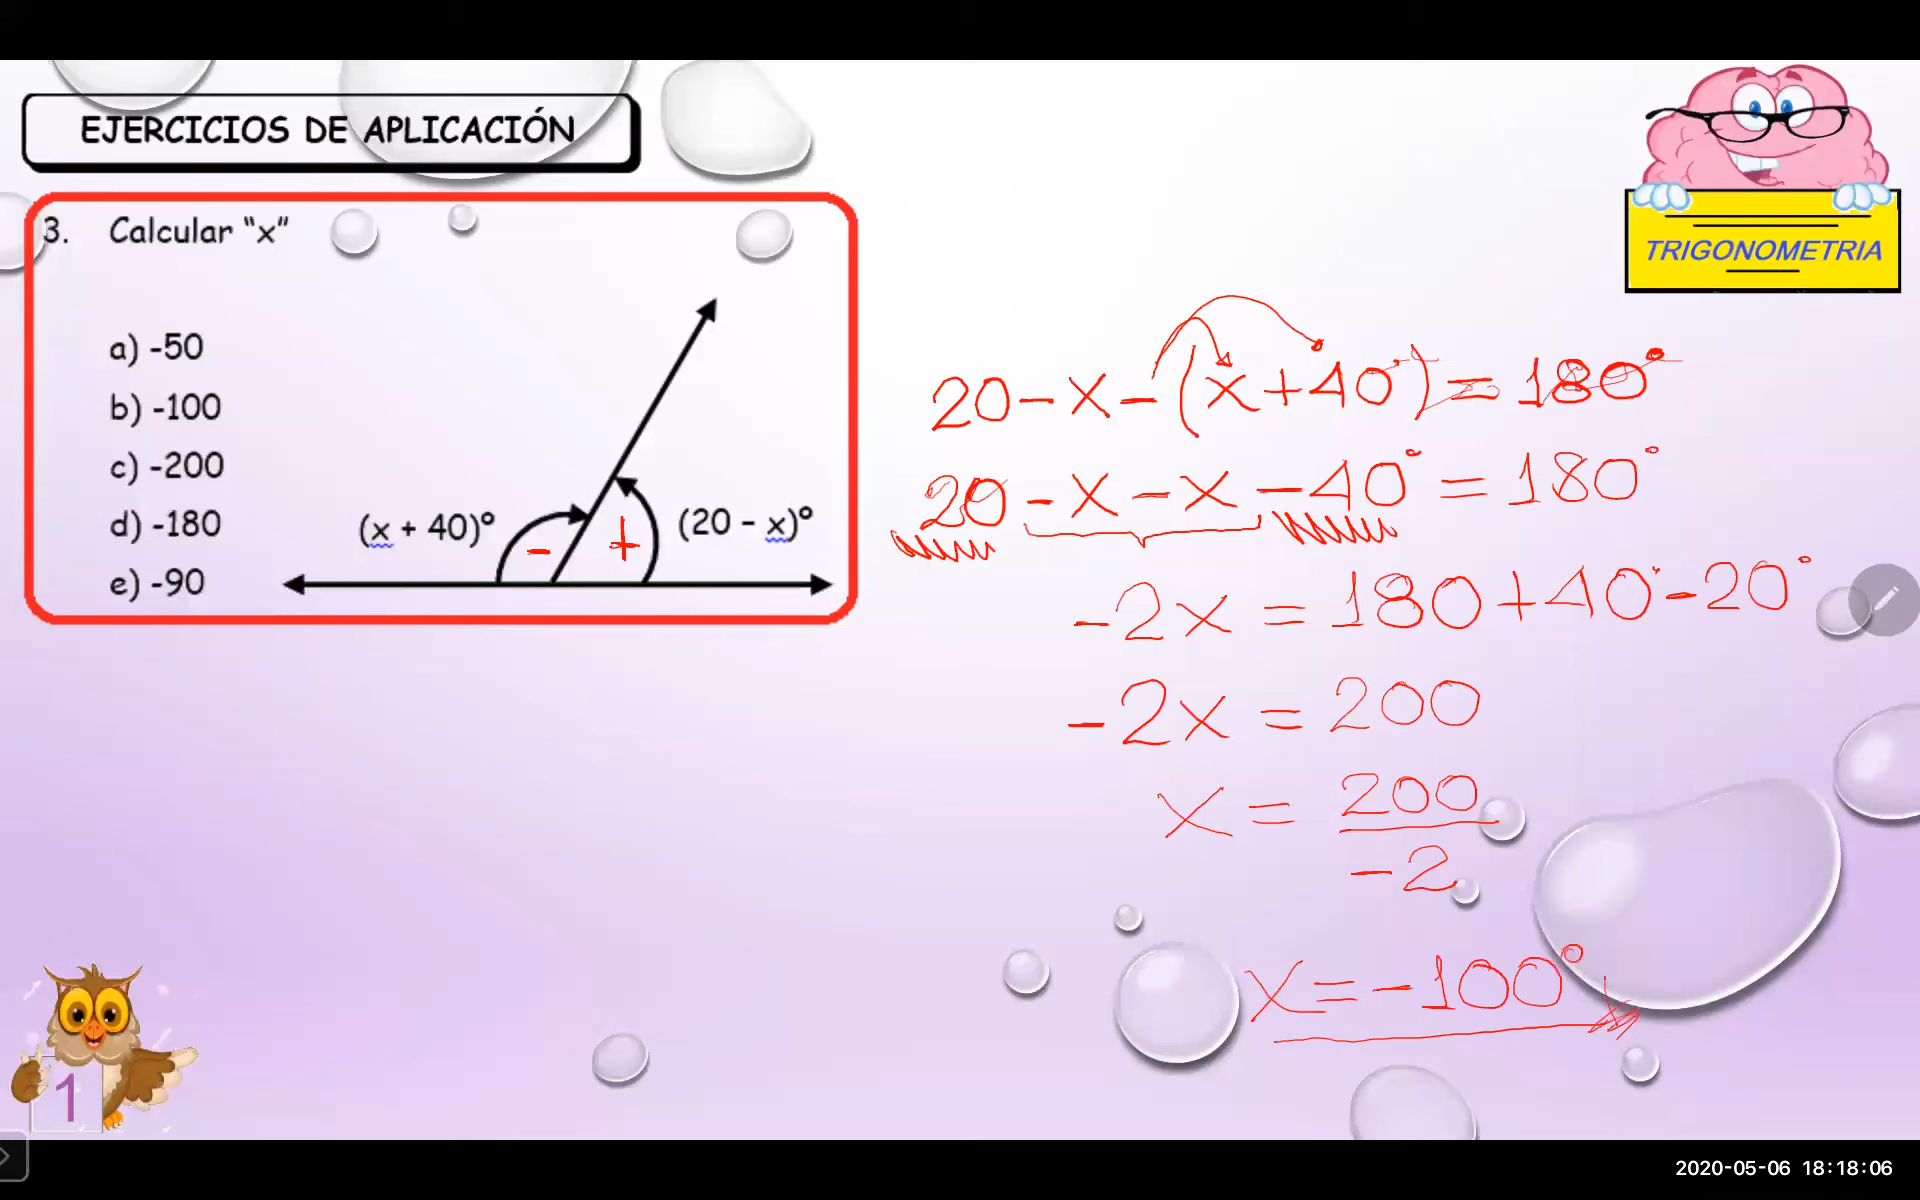 EJERCICIOS DE APLICACIÓN
TRIGONOMETRIA
3. Calcular “x”
a) -50
b) -100
c) -200
d) -180
e) -90
(x + 40)º
(20 - x)º
-
+
20 - x - (x + 40°) = 180°
20 - x - x - 40° = 180°
-2x = 180 + 40° - 20°
-2x = 200
x = 200
-2
x = -100°
1
2020-05-06 18:18:06